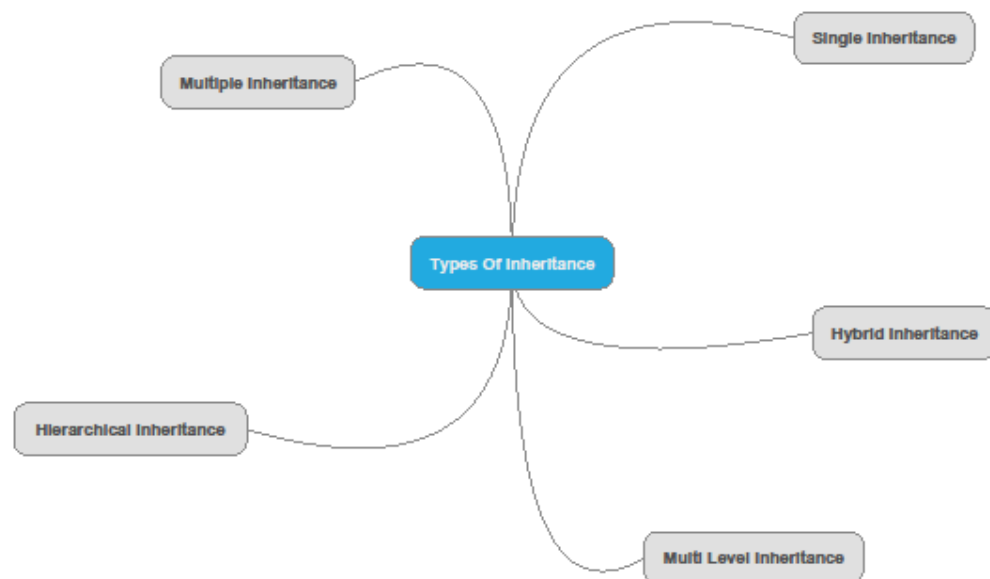 Single Inheritance
Multiple Inheritance
Types Of Inheritance
Hybrid Inheritance
Hierarchical Inheritance
Multi Level Inheritance